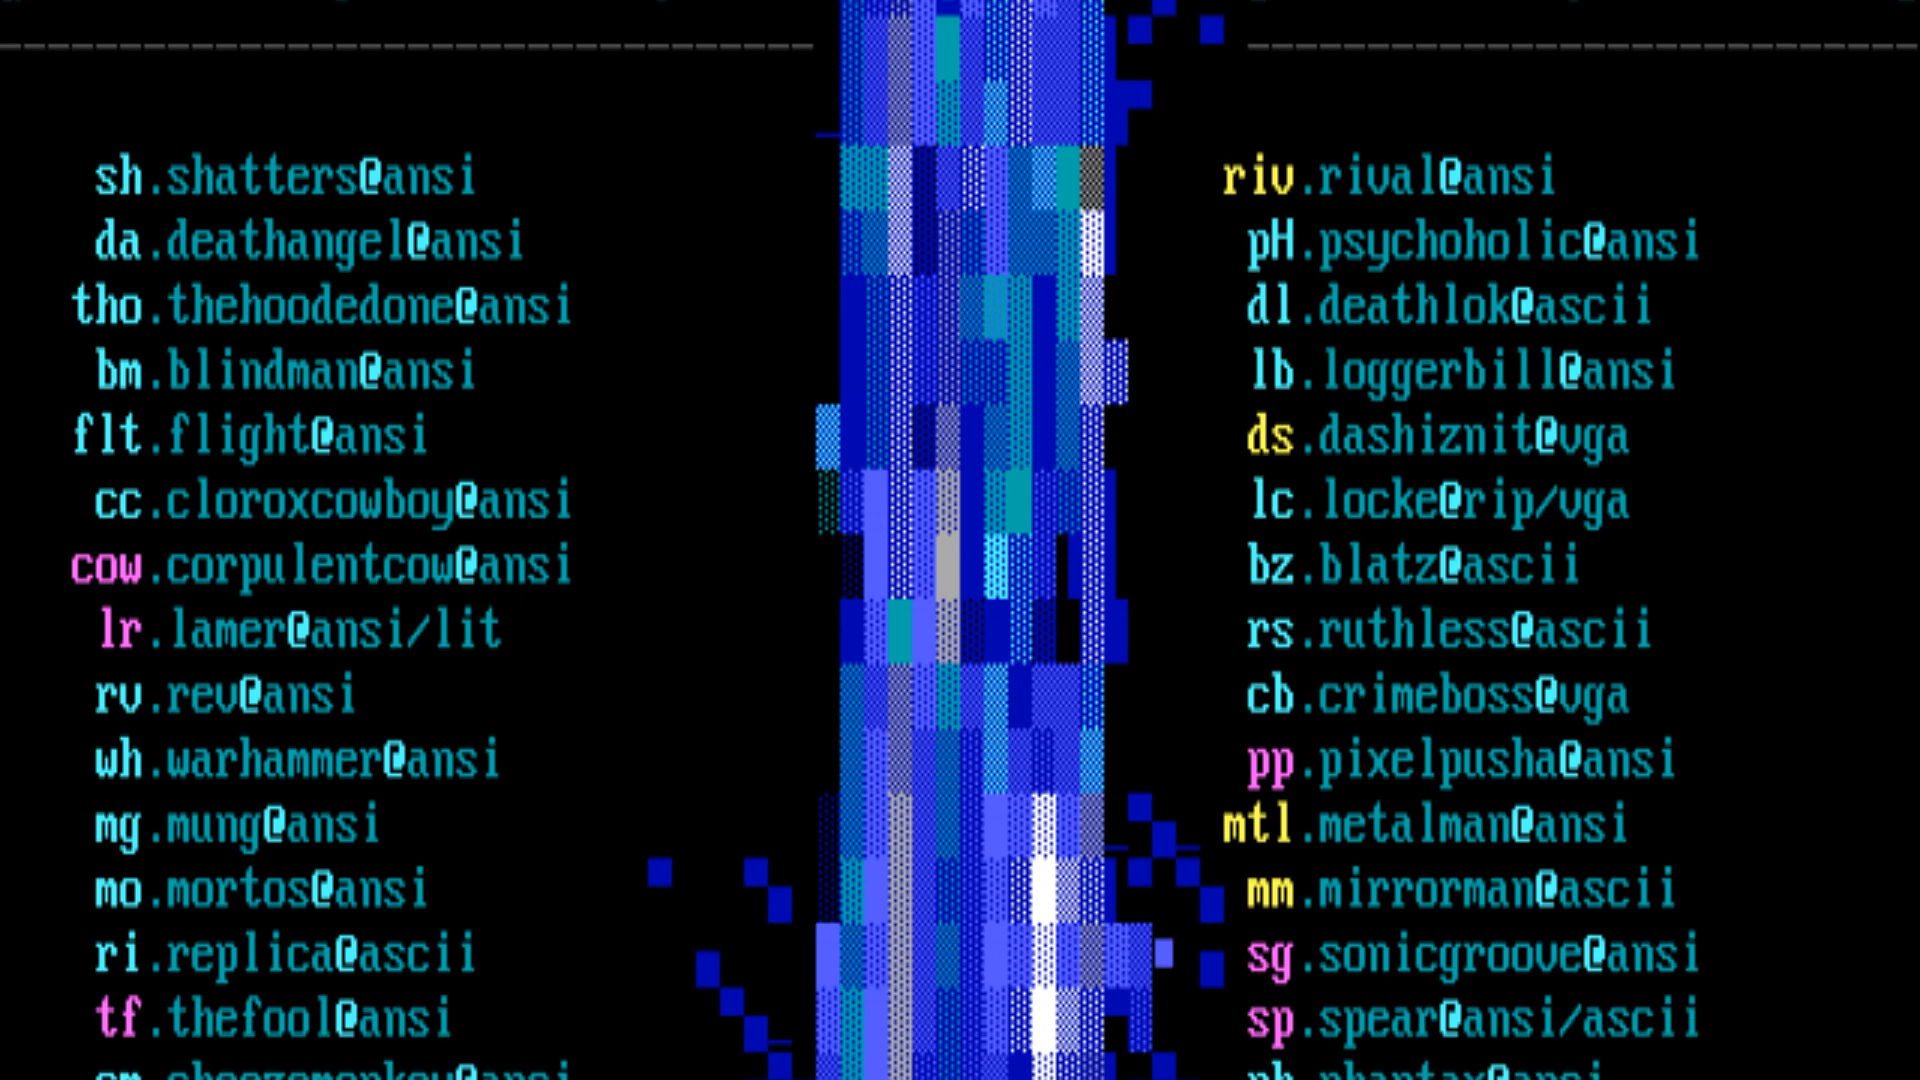 sh.shatters@ansi
da.deathangel@ansi
tho.thehoodedone@ansi
bm.blindman@ansi
flt.flight@ansi
cc.cloroxcowboy@ansi
cow.corpulentcow@ansi
lr.lamer@ansi/lit
rv.rev@ansi
wh.warhammer@ansi
mg.mung@ansi
mo.mortos@ansi
ri.replica@ascii
tf.thefool@ansi
riv.rival@ansi
pH.psychoholic@ansi
dl.deathlok@ascii
lb.loggerbill@ansi
ds.dashiznit@vga
lc.locke@rip/vga
bz.blatz@ascii
rs.ruthless@ascii
cb.crimeboss@vga
pp.pixelpusha@ansi
mtl.metalman@ansi
mm.mirrorman@ascii
sg.sonicgroove@ansi
sp.spear@ansi/ascii